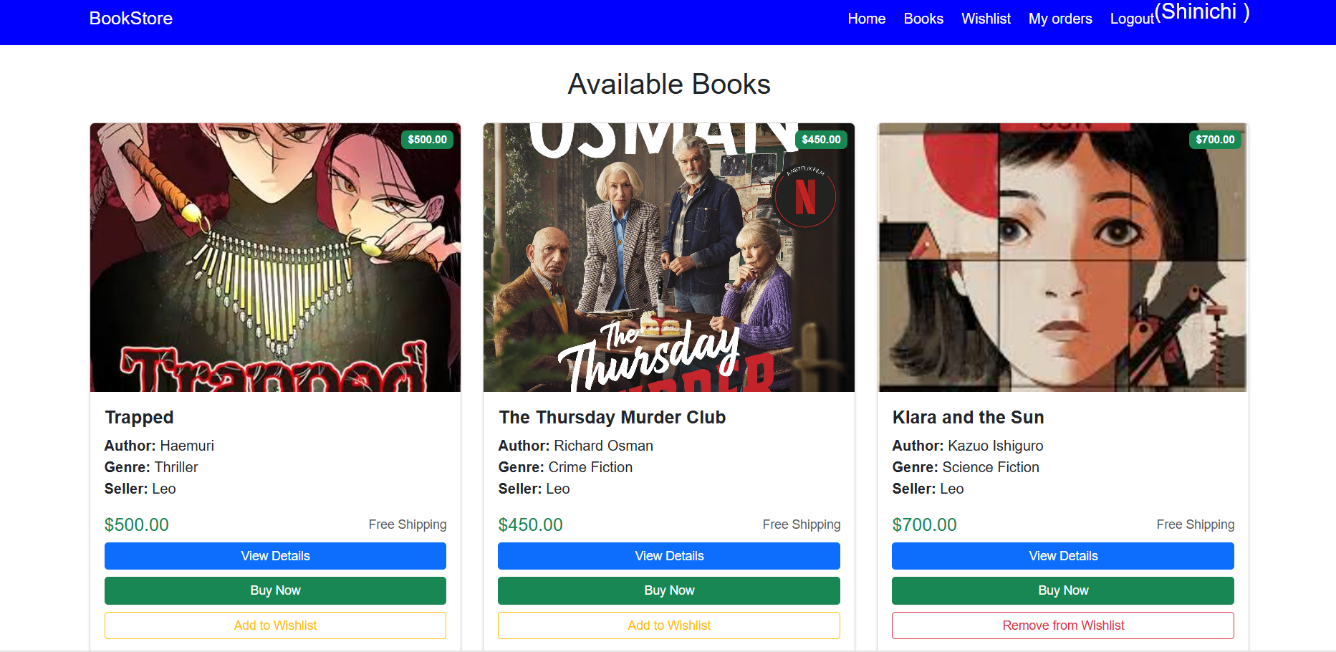 BookStore
Home Books Wishlist My orders Logout(Shinichi )
Available Books
$500.00
Trapped
Trapped
Author: Haemuri
Genre: Thriller
Seller: Leo
$500.00 Free Shipping
View Details
Buy Now
Add to Wishlist
OSMAN
$450.00
A NETFLIX FILM
N
The
Thursday
MURDER
The Thursday Murder Club
Author: Richard Osman
Genre: Crime Fiction
Seller: Leo
$450.00 Free Shipping
View Details
Buy Now
Add to Wishlist
SUN
$700.00
Klara and the Sun
Author: Kazuo Ishiguro
Genre: Science Fiction
Seller: Leo
$700.00 Free Shipping
View Details
Buy Now
Remove from Wishlist